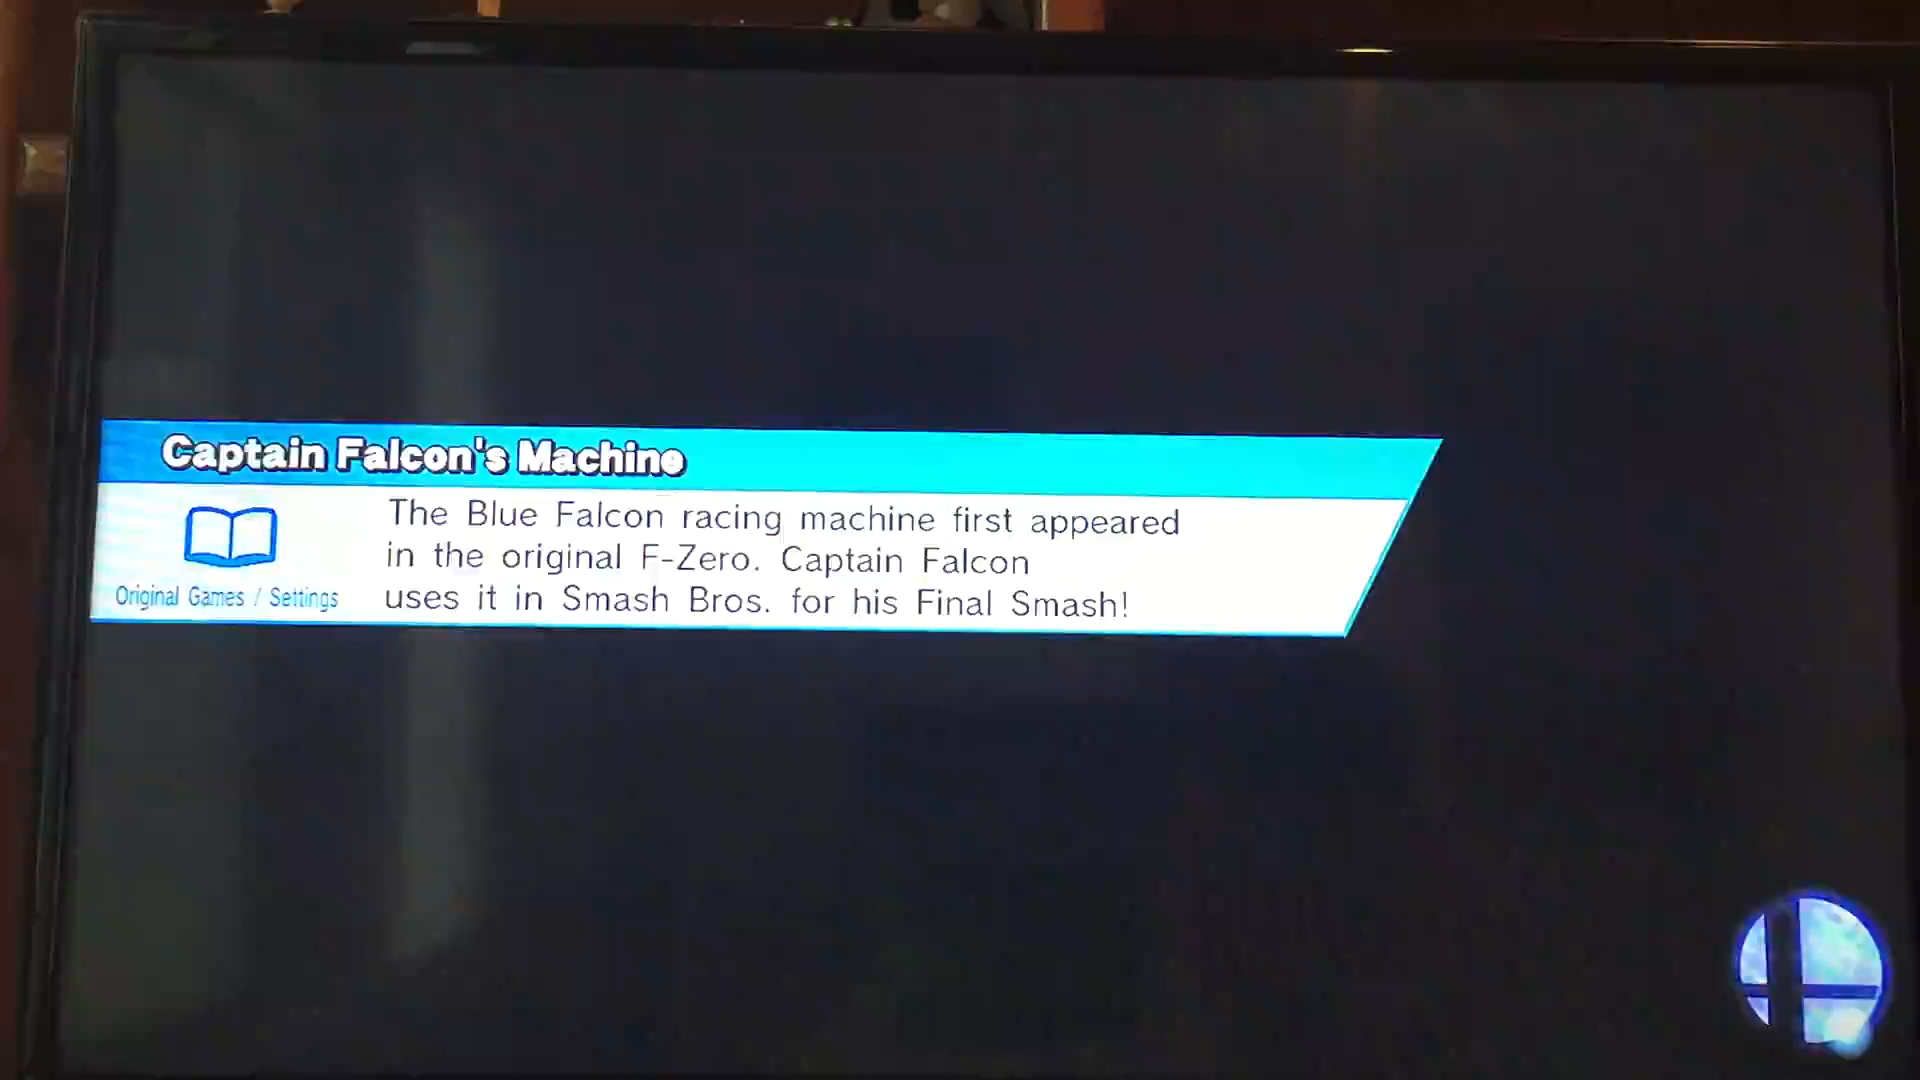 Captain Falcon's Machine
The Blue Falcon racing machine first appeared
in the original F-Zero. Captain Falcon
uses it in Smash Bros. for his Final Smash!
Original Games / Settings